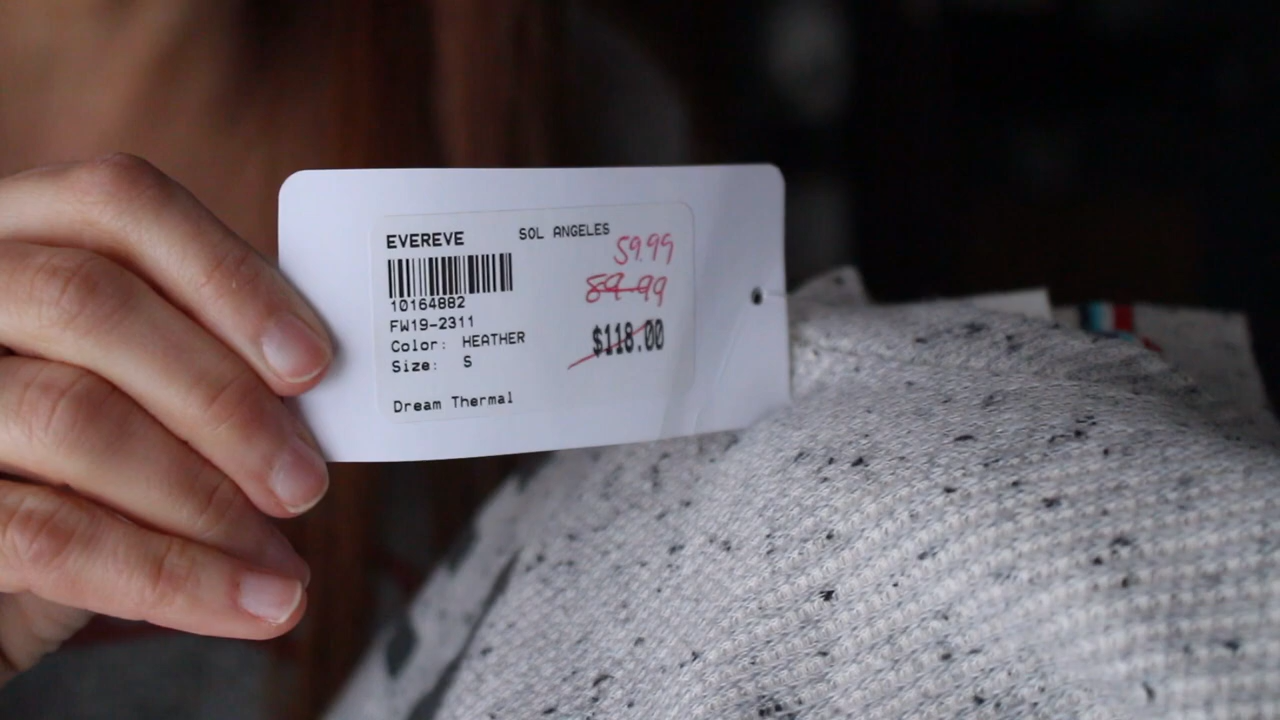 EVEREVE SOL ANGELES
59.99
89.99
10164882
FW19-2311
$118.00
Color: HEATHER
Size: S
Dream Thermal